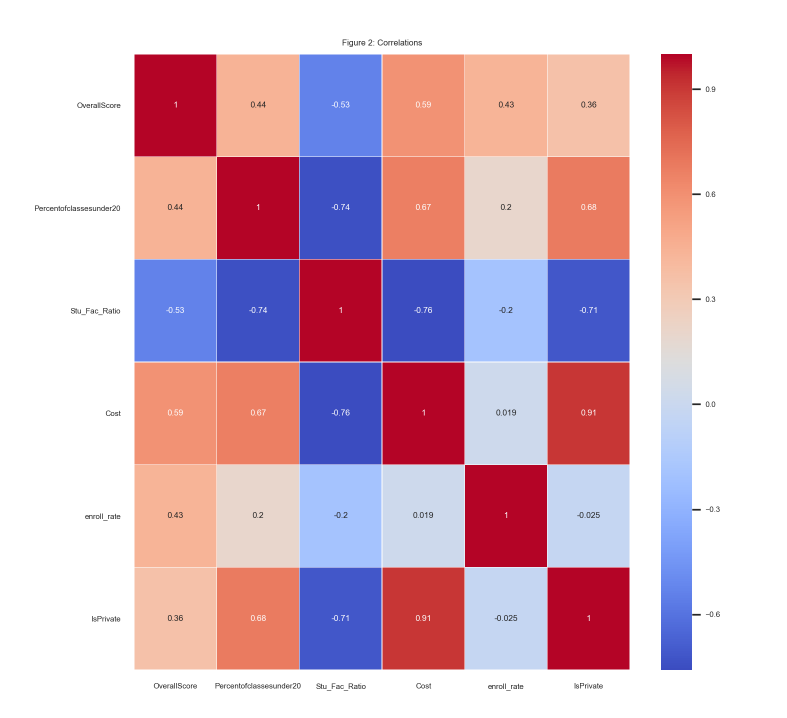 Figure 2: Correlations
OverallScore 1 0.44 -0.53 0.59 0.43 0.36
Percentofclassesunder20 0.44 1 -0.74 0.67 0.2 0.68
Stu_Fac_Ratio -0.53 -0.74 1 -0.76 -0.2 -0.71
Cost 0.59 0.67 -0.76 1 0.019 0.91
enroll_rate 0.43 0.2 -0.2 0.019 1 -0.025
IsPrivate 0.36 0.68 -0.71 0.91 -0.025 1
OverallScore Percentofclassesunder20 Stu_Fac_Ratio Cost enroll_rate IsPrivate
0.9
0.6
0.3
0.0
−0.3
−0.6